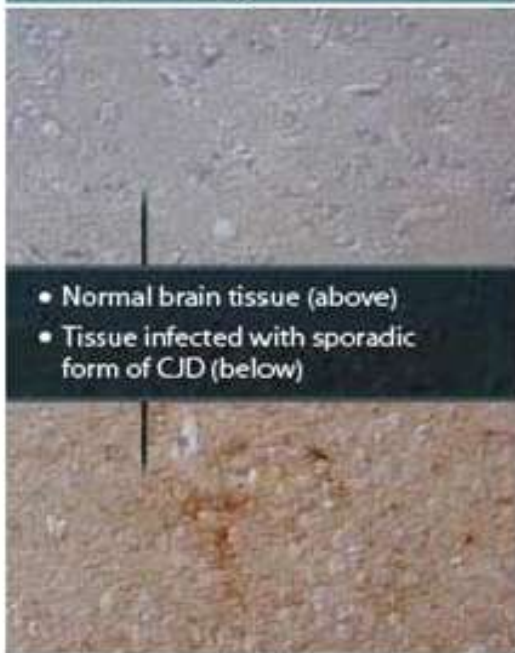 • Normal brain tissue (above)
• Tissue infected with sporadic
form of CJD (below)